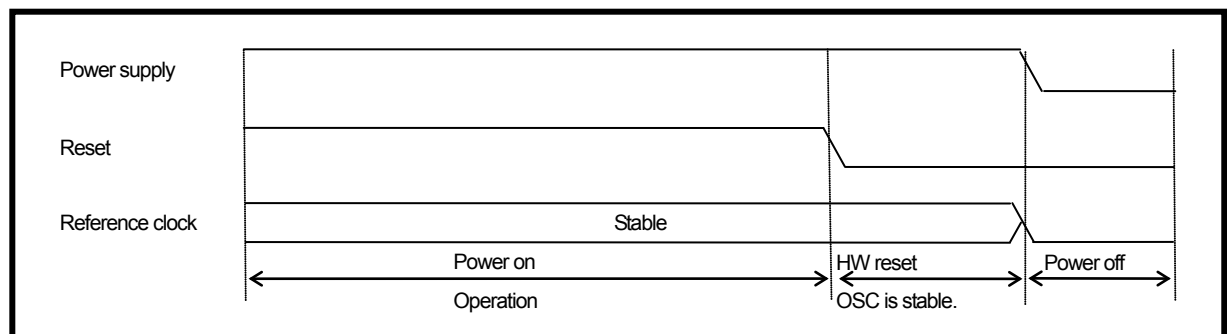 Power supply
Reset
Reference clock
Stable
Power on
HW reset
Power off
Operation
OSC is stable.